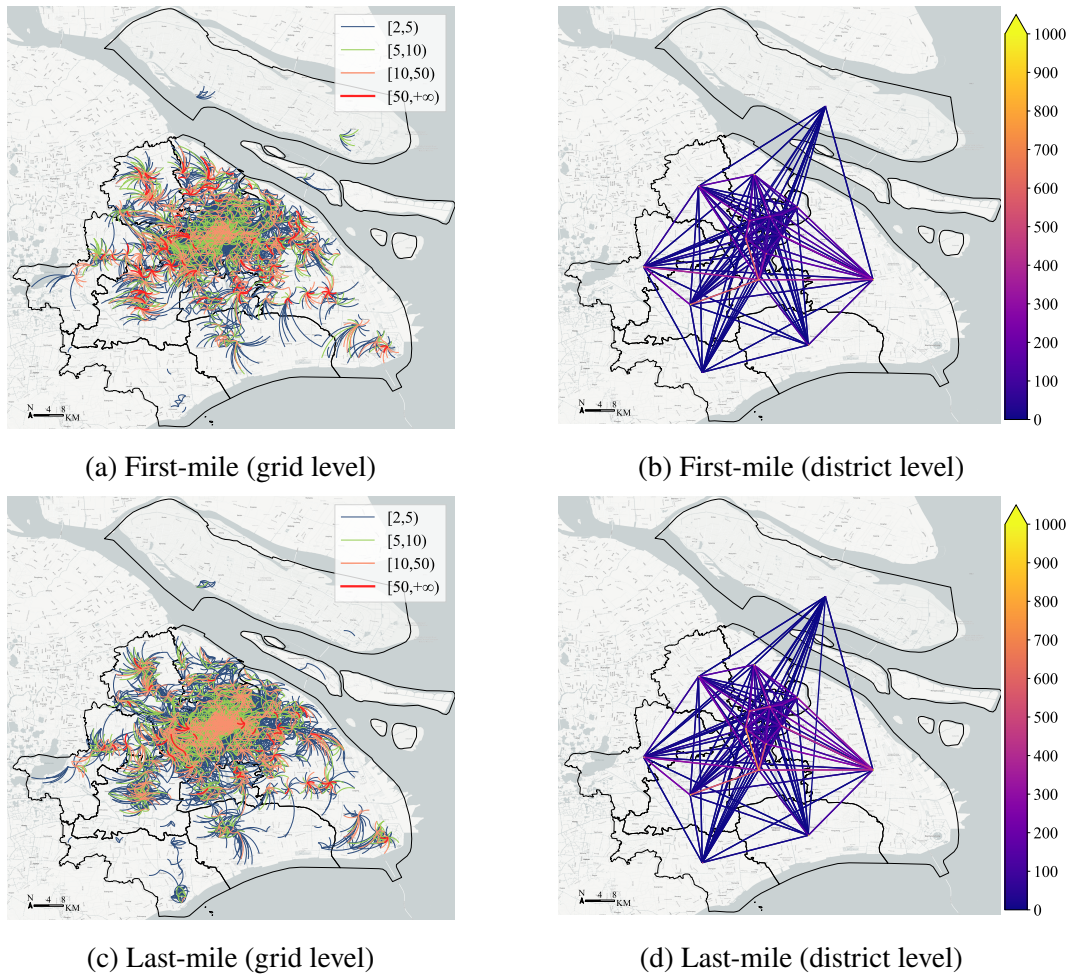 [2,5)
[5,10)
[10,50)
[50,+∞)
N
4 8
KM
(a) First-mile (grid level)
1000
900
800
700
600
500
400
300
200
100
0
N
4 8
KM
(b) First-mile (district level)
[2,5)
[5,10)
[10,50)
[50,+∞)
N
4 8
KM
(c) Last-mile (grid level)
1000
900
800
700
600
500
400
300
200
100
0
N
4 8
KM
(d) Last-mile (district level)